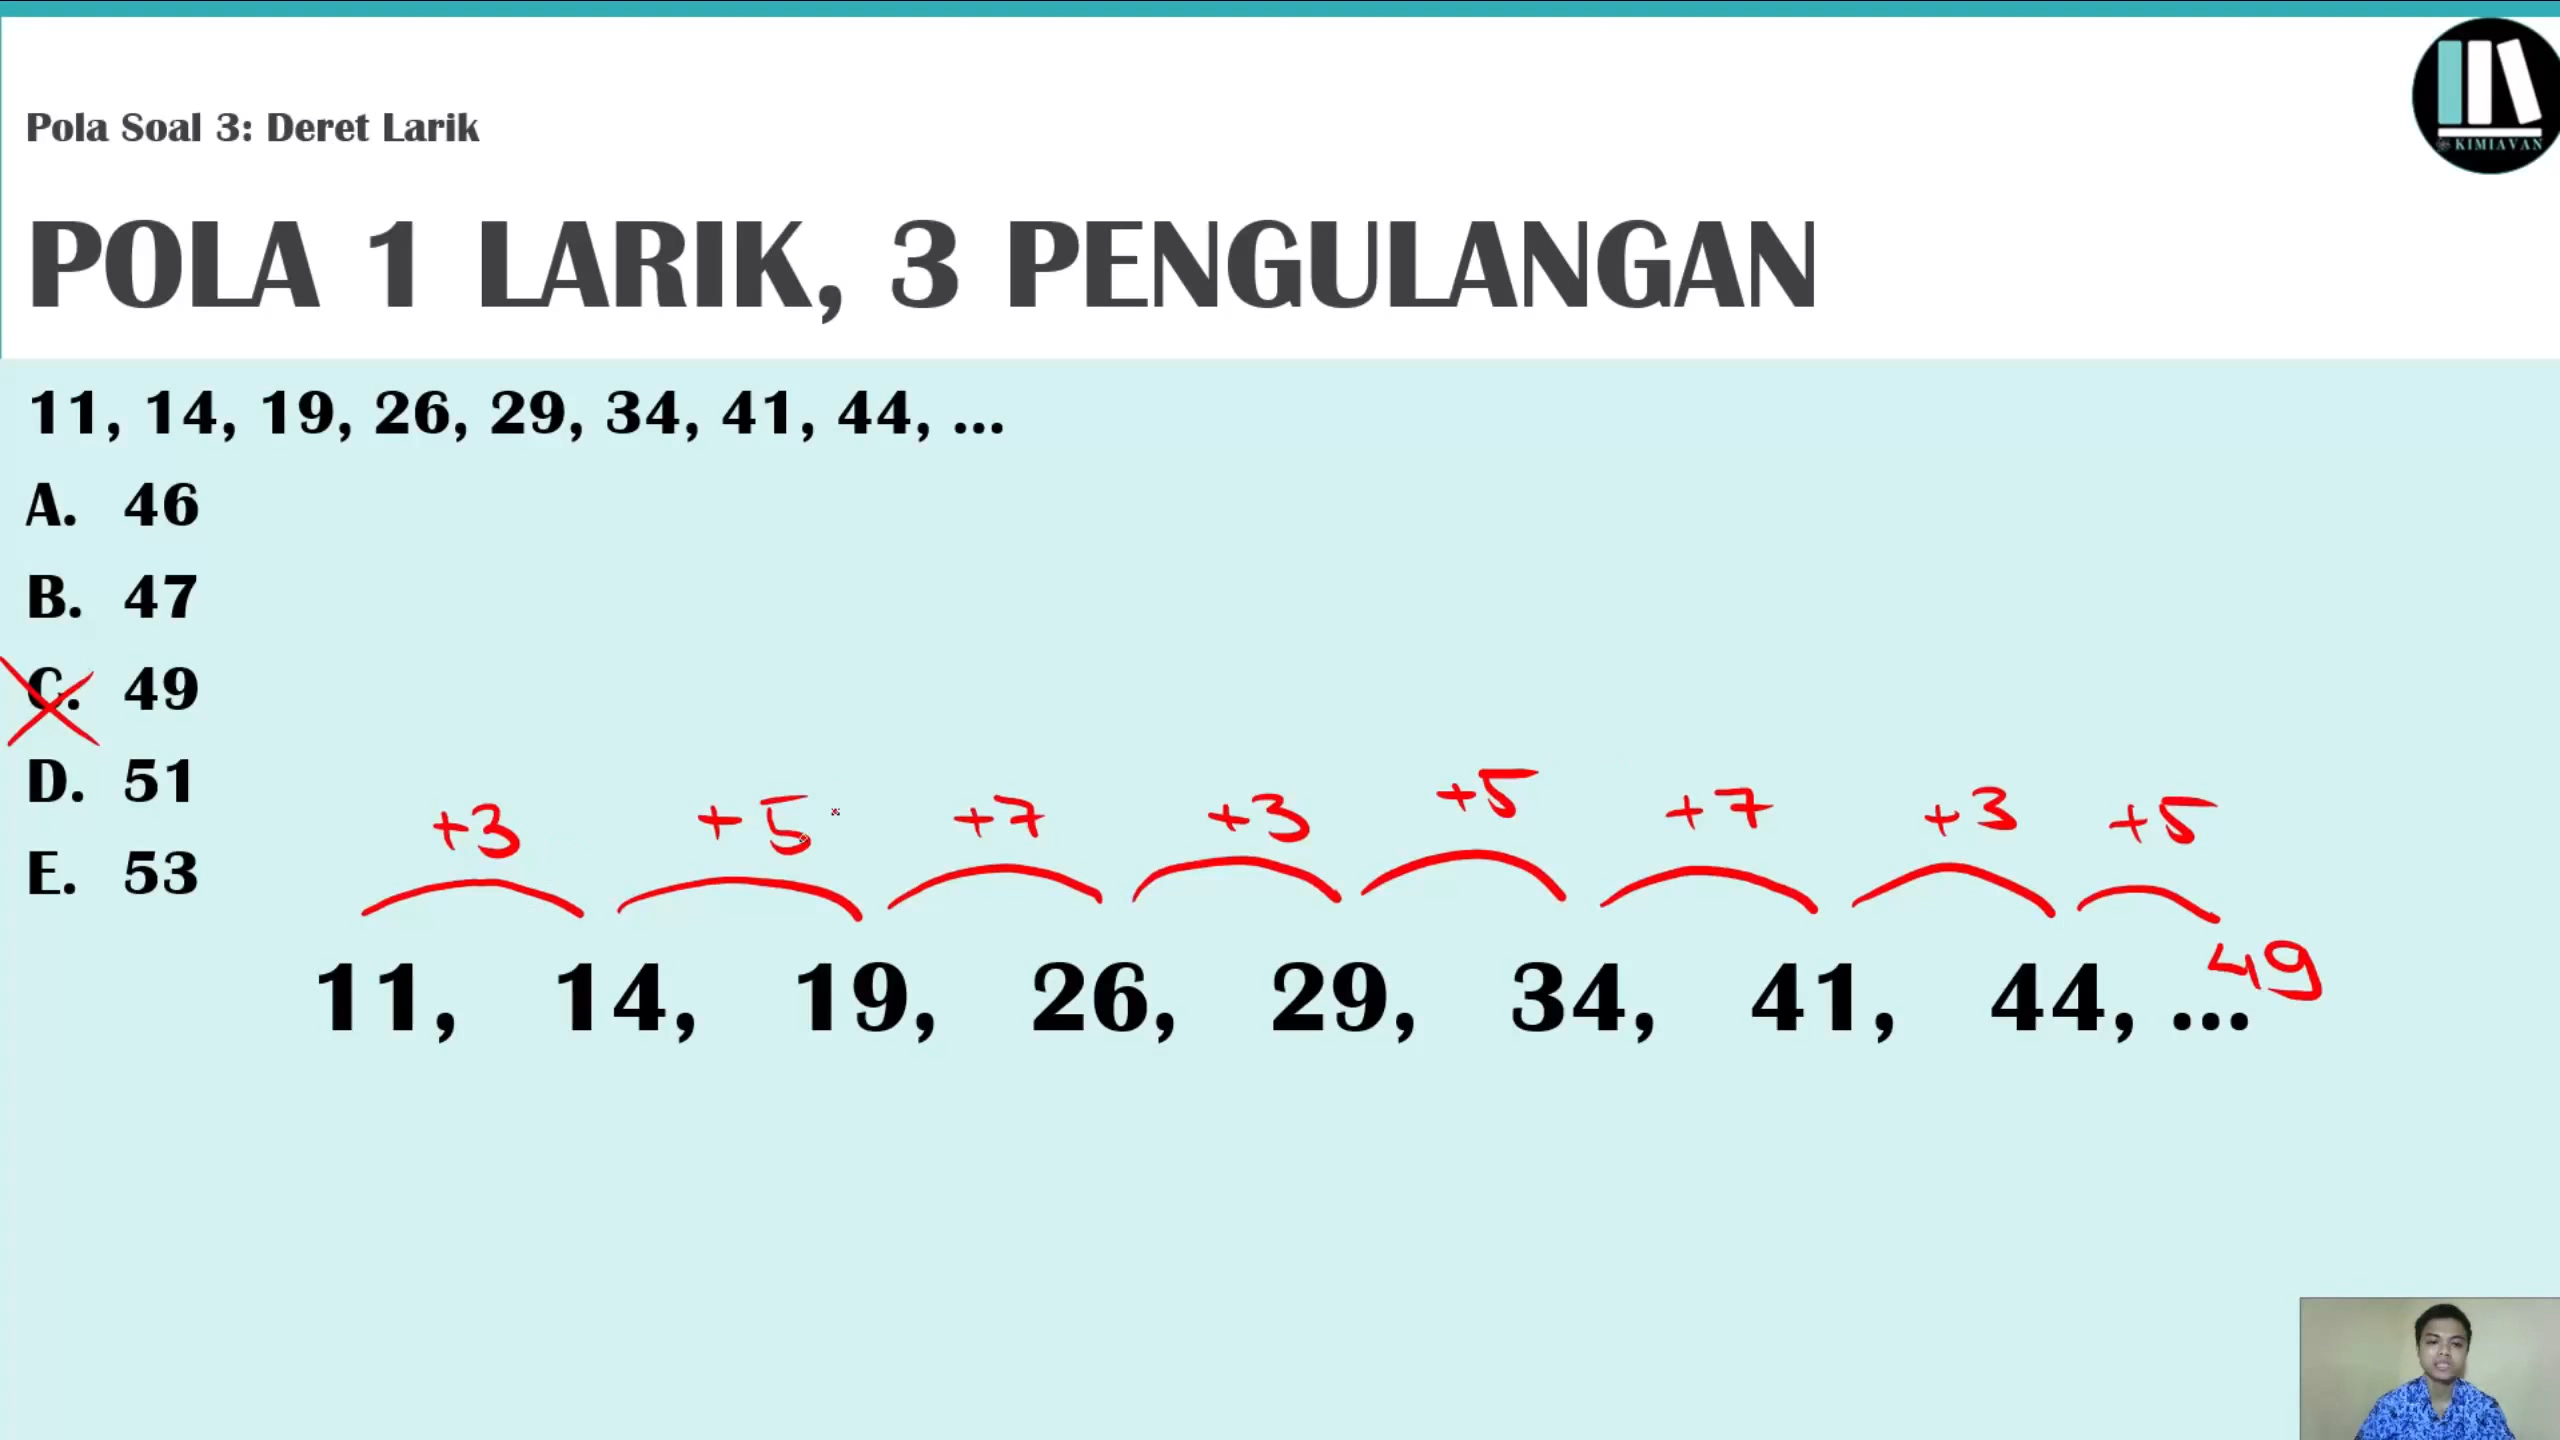 KIMIAVAN
Pola Soal 3: Deret Larik
POLA 1 LARIK, 3 PENGULANGAN
11, 14, 19, 26, 29, 34, 41, 44, ...
A. 46
B. 47
C. 49
D. 51
E. 53
+3 +5 +7 +3 +5 +7 +3 +5
11, 14, 19, 26, 29, 34, 41, 44, ... 49